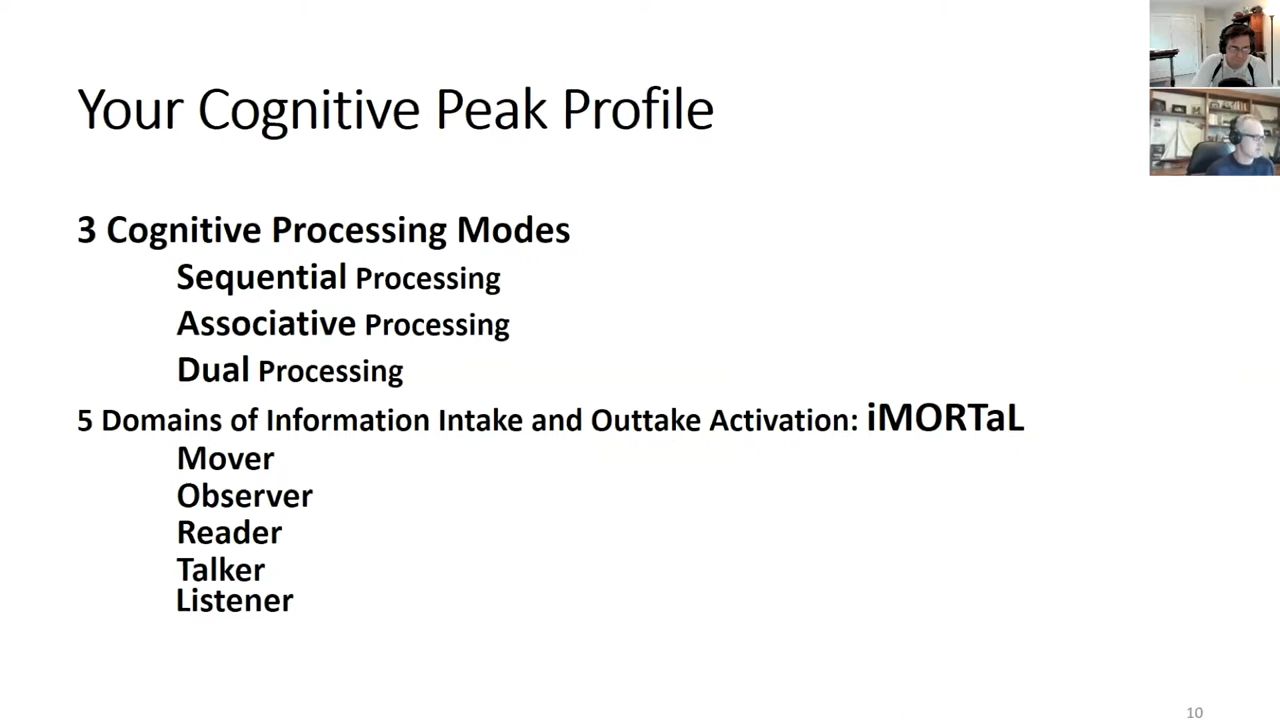 Your Cognitive Peak Profile
3 Cognitive Processing Modes
Sequential Processing
Associative Processing
Dual Processing
5 Domains of Information Intake and Outtake Activation: iMORTaL
Mover
Observer
Reader
Talker
Listener
10